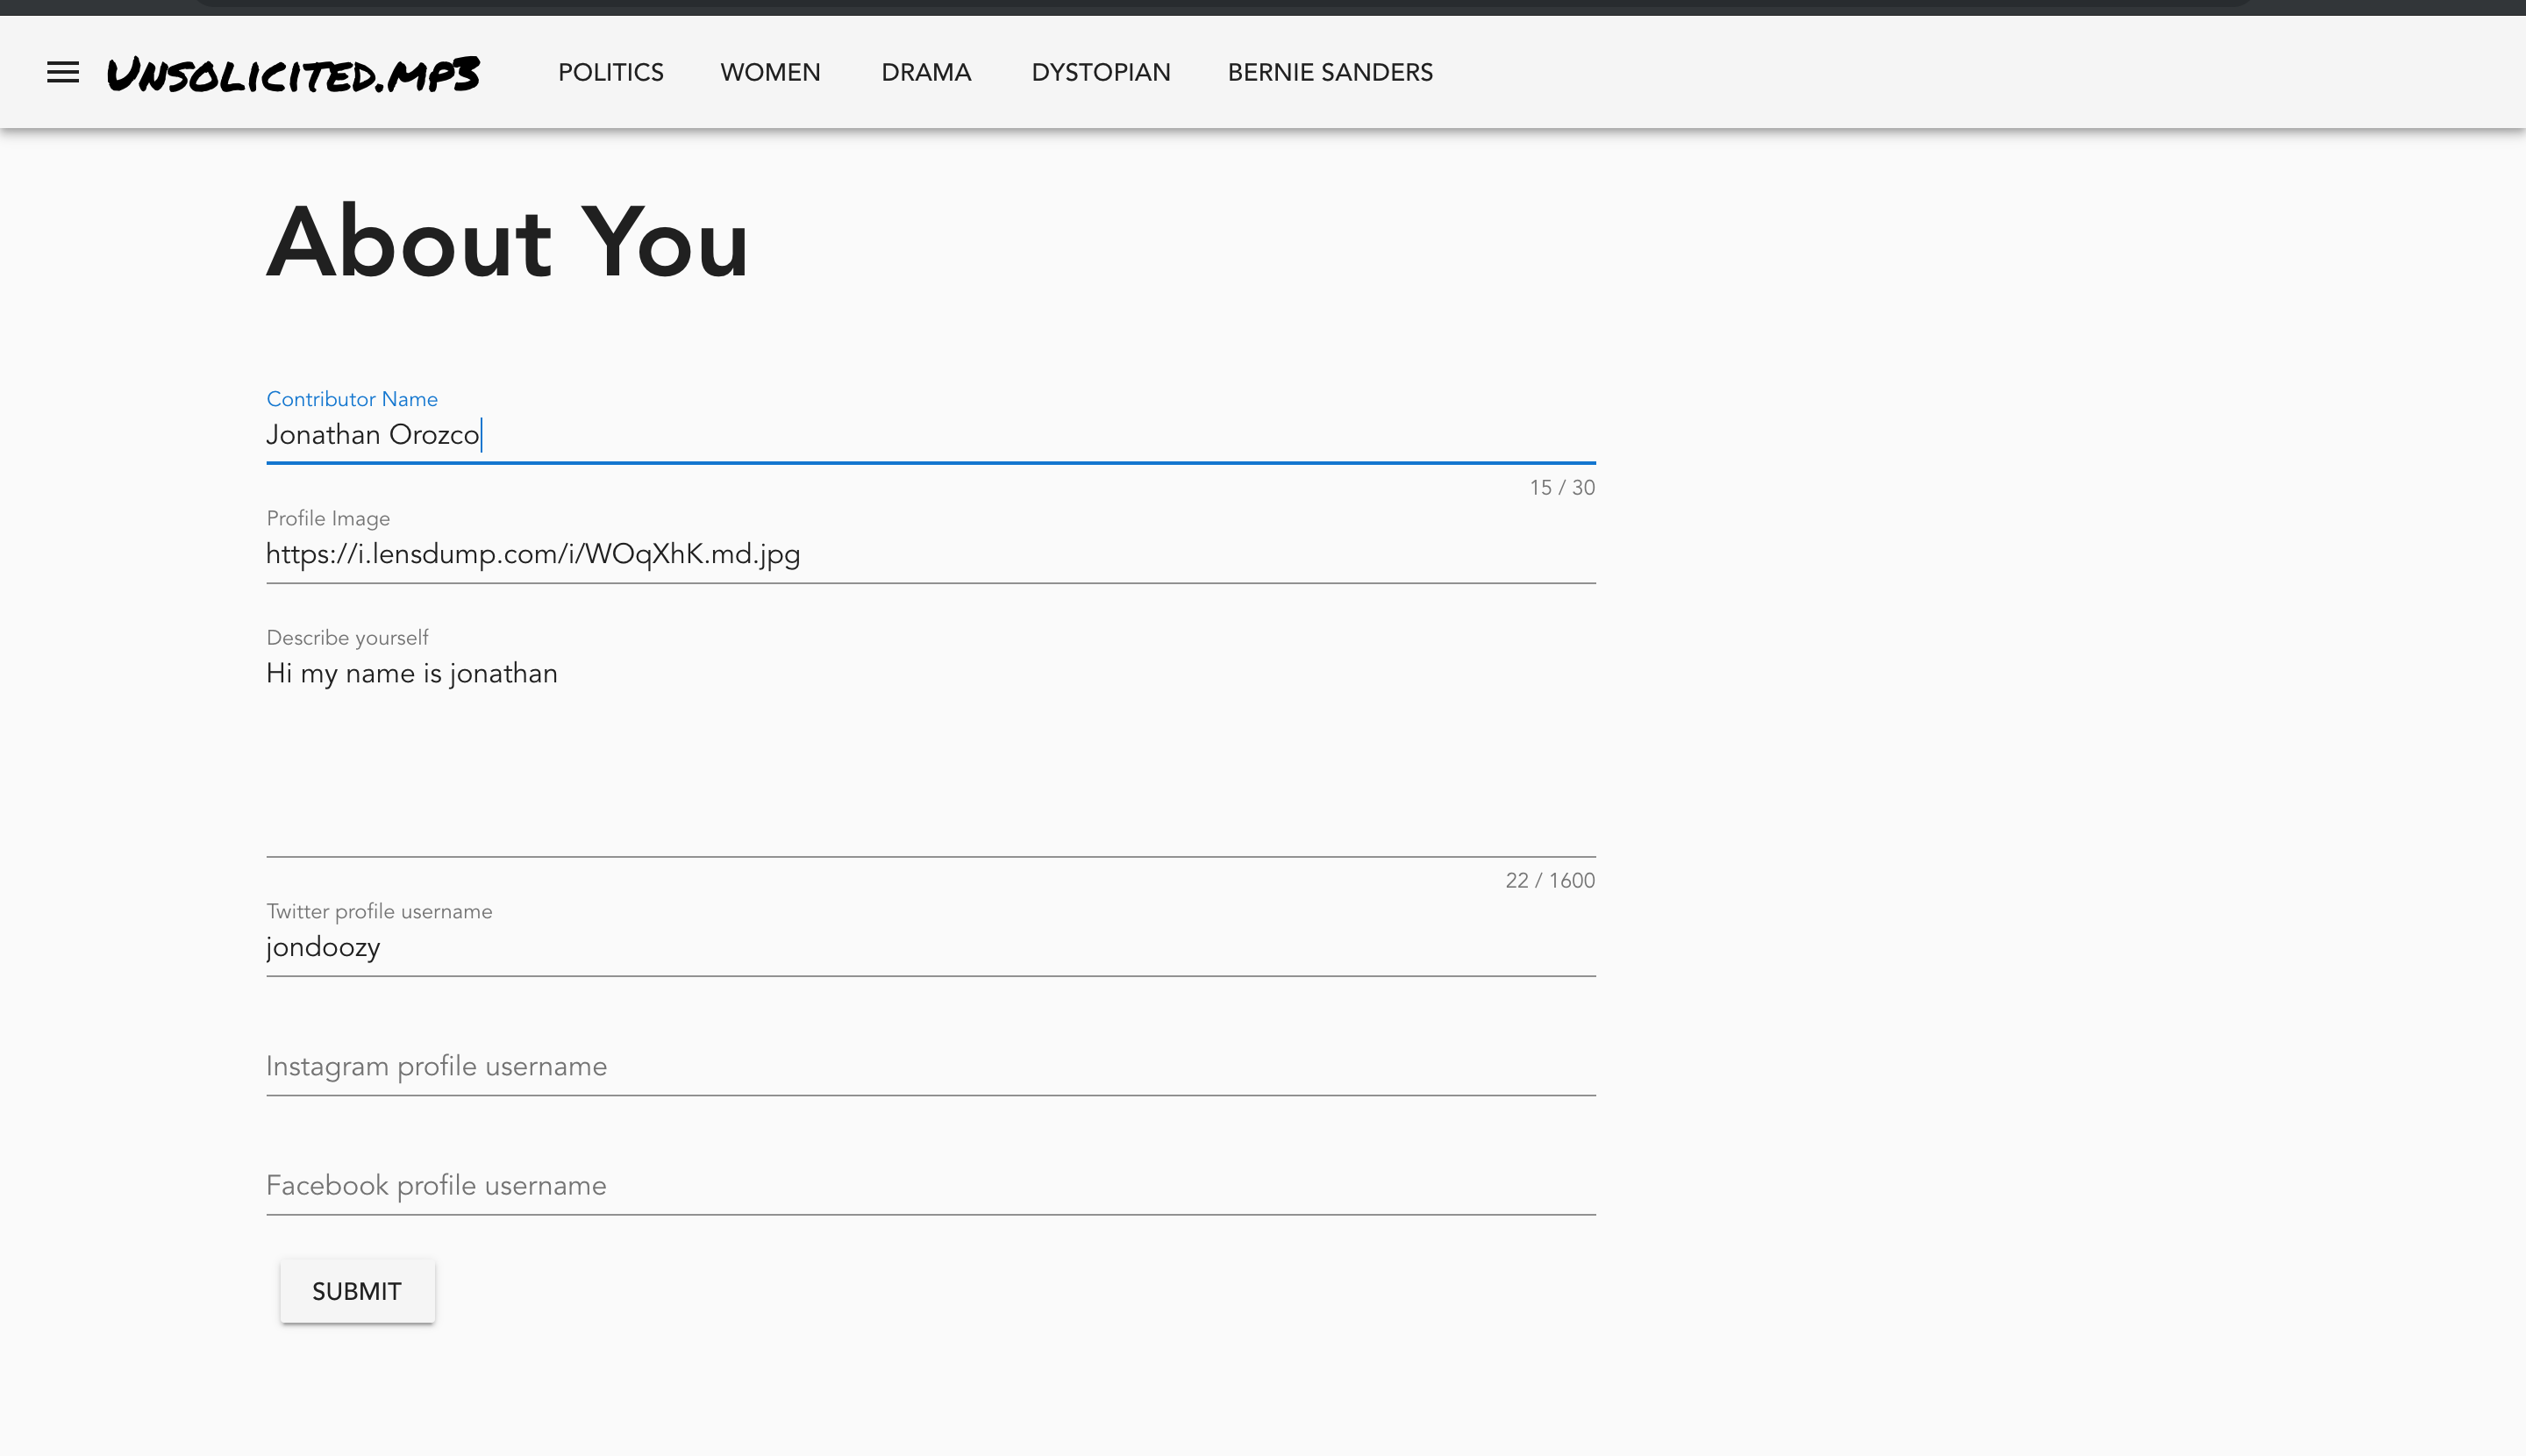 Unsolicited.mp3 POLITICS WOMEN DRAMA DYSTOPIAN BERNIE SANDERS
About You
Contributor Name
Jonathan Orozco
15 / 30
Profile Image
https://i.lensdump.com/i/WOqXhK.md.jpg
Describe yourself
Hi my name is jonathan
22 / 1600
Twitter profile username
jondoozy
Instagram profile username
Facebook profile username
SUBMIT